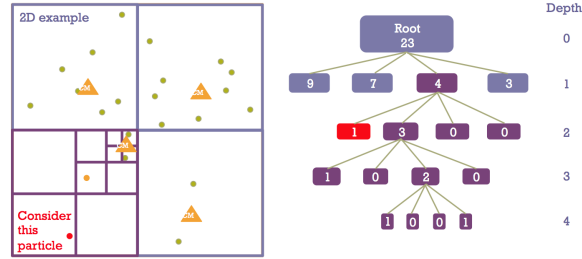 2D example
CM
CM
CM
CM
Consider
this
particle
Depth
Root
23
0
9 7 4 3
1
1 3 0 0
2
1 0 2 0
3
1 0 0 1
4